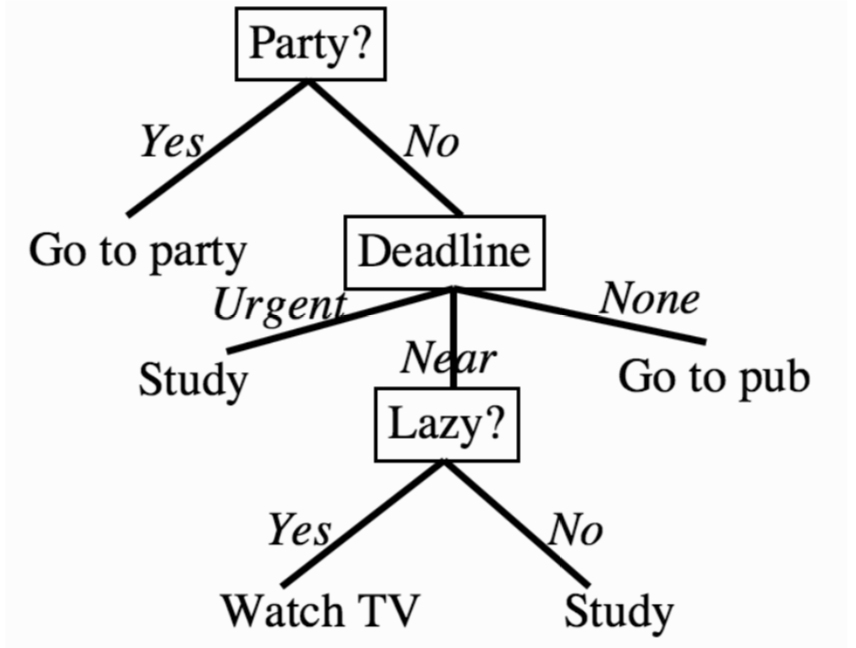 Party?
Yes
No
Go to party
Deadline
Urgent
None
Near
Study
Go to pub
Lazy?
Yes
No
Watch TV
Study